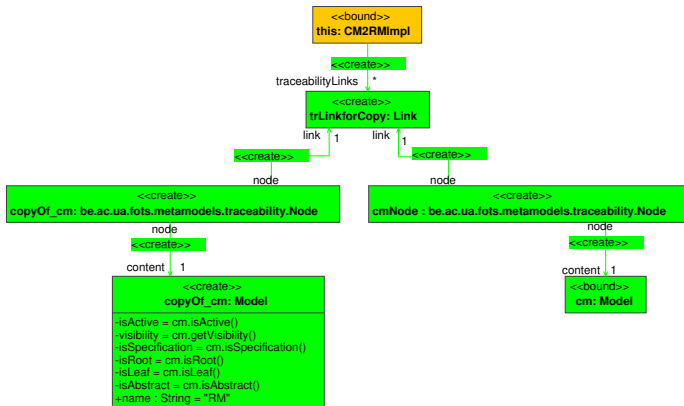 <<bound>>
this: CM2RMImpl
<<create>>
traceabilityLinks *
<<create>>
trLinkforCopy: Link
link 1 link 1
<<create>> <<create>>
node node
<<create>> <<create>>
copyOf_cm: be.ac.ua.fots.metamodels.traceability.Node cmNode : be.ac.ua.fots.metamodels.traceability.Node
node node
<<create>> <<create>>
content 1 content 1
<<create>> <<bound>>
copyOf_cm: Model cm: Model
-isActive = cm.isActive()
-visibility = cm.getVisibility()
-isSpecification = cm.isSpecification()
-isRoot = cm.isRoot()
-isLeaf = cm.isLeaf()
-isAbstract = cm.isAbstract()
+name : String = "RM"